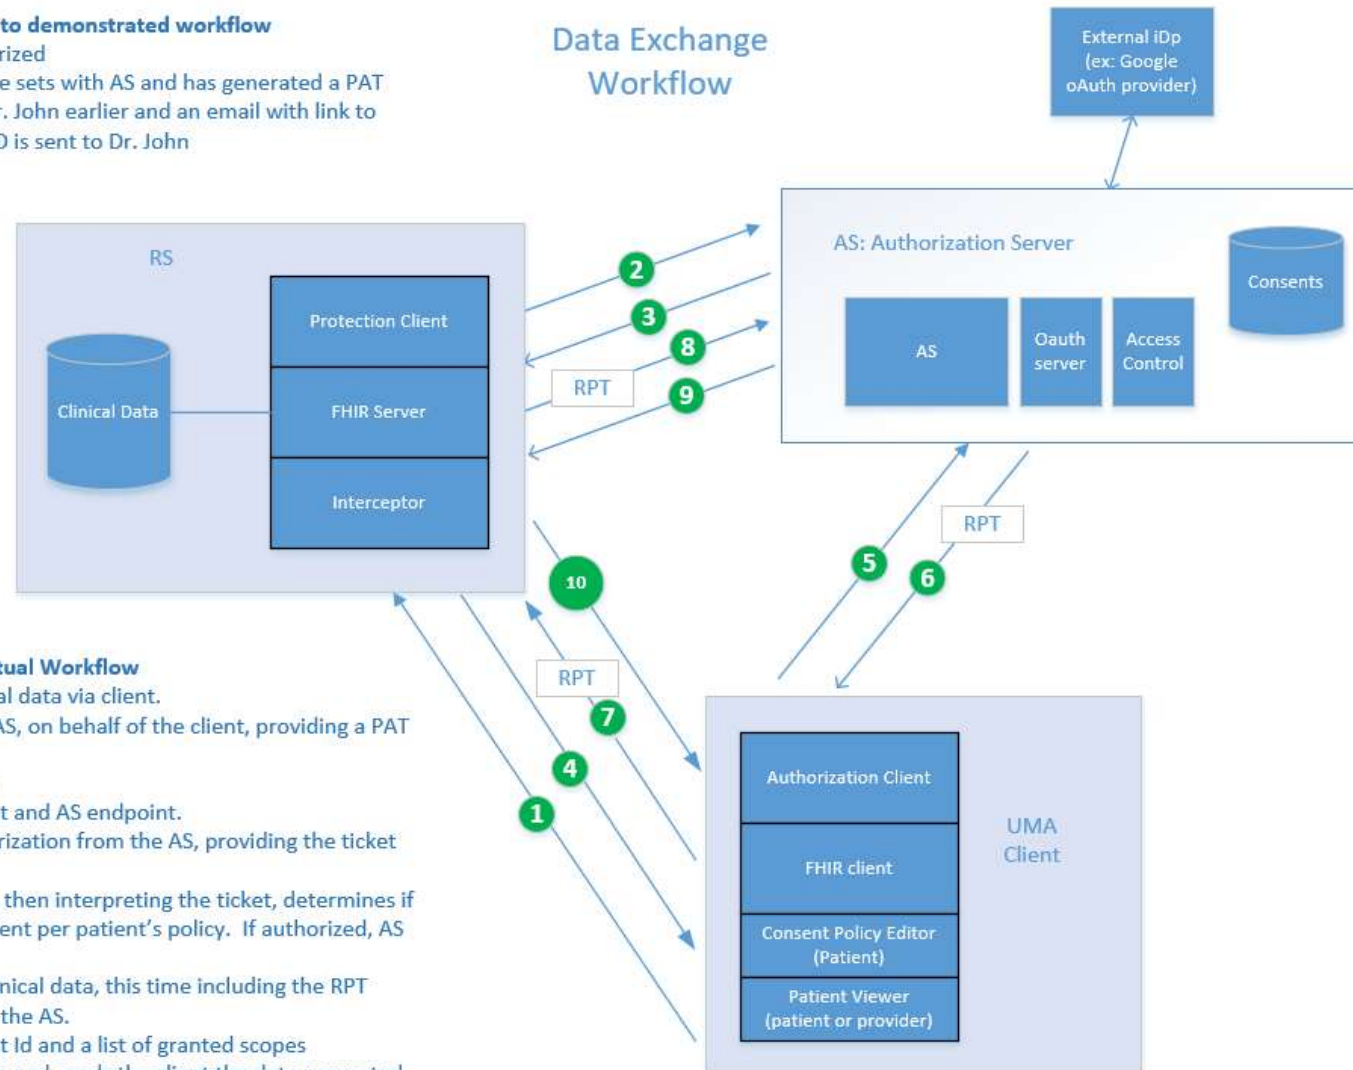 to demonstrated workflow
rized
e sets with AS and has generated a PAT
r. John earlier and an email with link to
is sent to Dr. John
Data Exchange
Workflow
External iDp
(ex: Google
oAuth provider)
RS
Protection Client
FHIR Server
Interceptor
Clinical Data
2
3
8
RPT
9
AS: Authorization Server
AS
Oauth
server
Access
Control
Consents
RPT
5
6
10
RPT
7
4
1
tual Workflow
al data via client.
AS, on behalf of the client, providing a PAT
t and AS endpoint.
rization from the AS, providing the ticket
then interpreting the ticket, determines if
ent per patient's policy. If authorized, AS
nical data, this time including the RPT
the AS.
t Id and a list of granted scopes
Authorization Client
FHIR client
Consent Policy Editor
(Patient)
Patient Viewer
(patient or provider)
UMA
Client